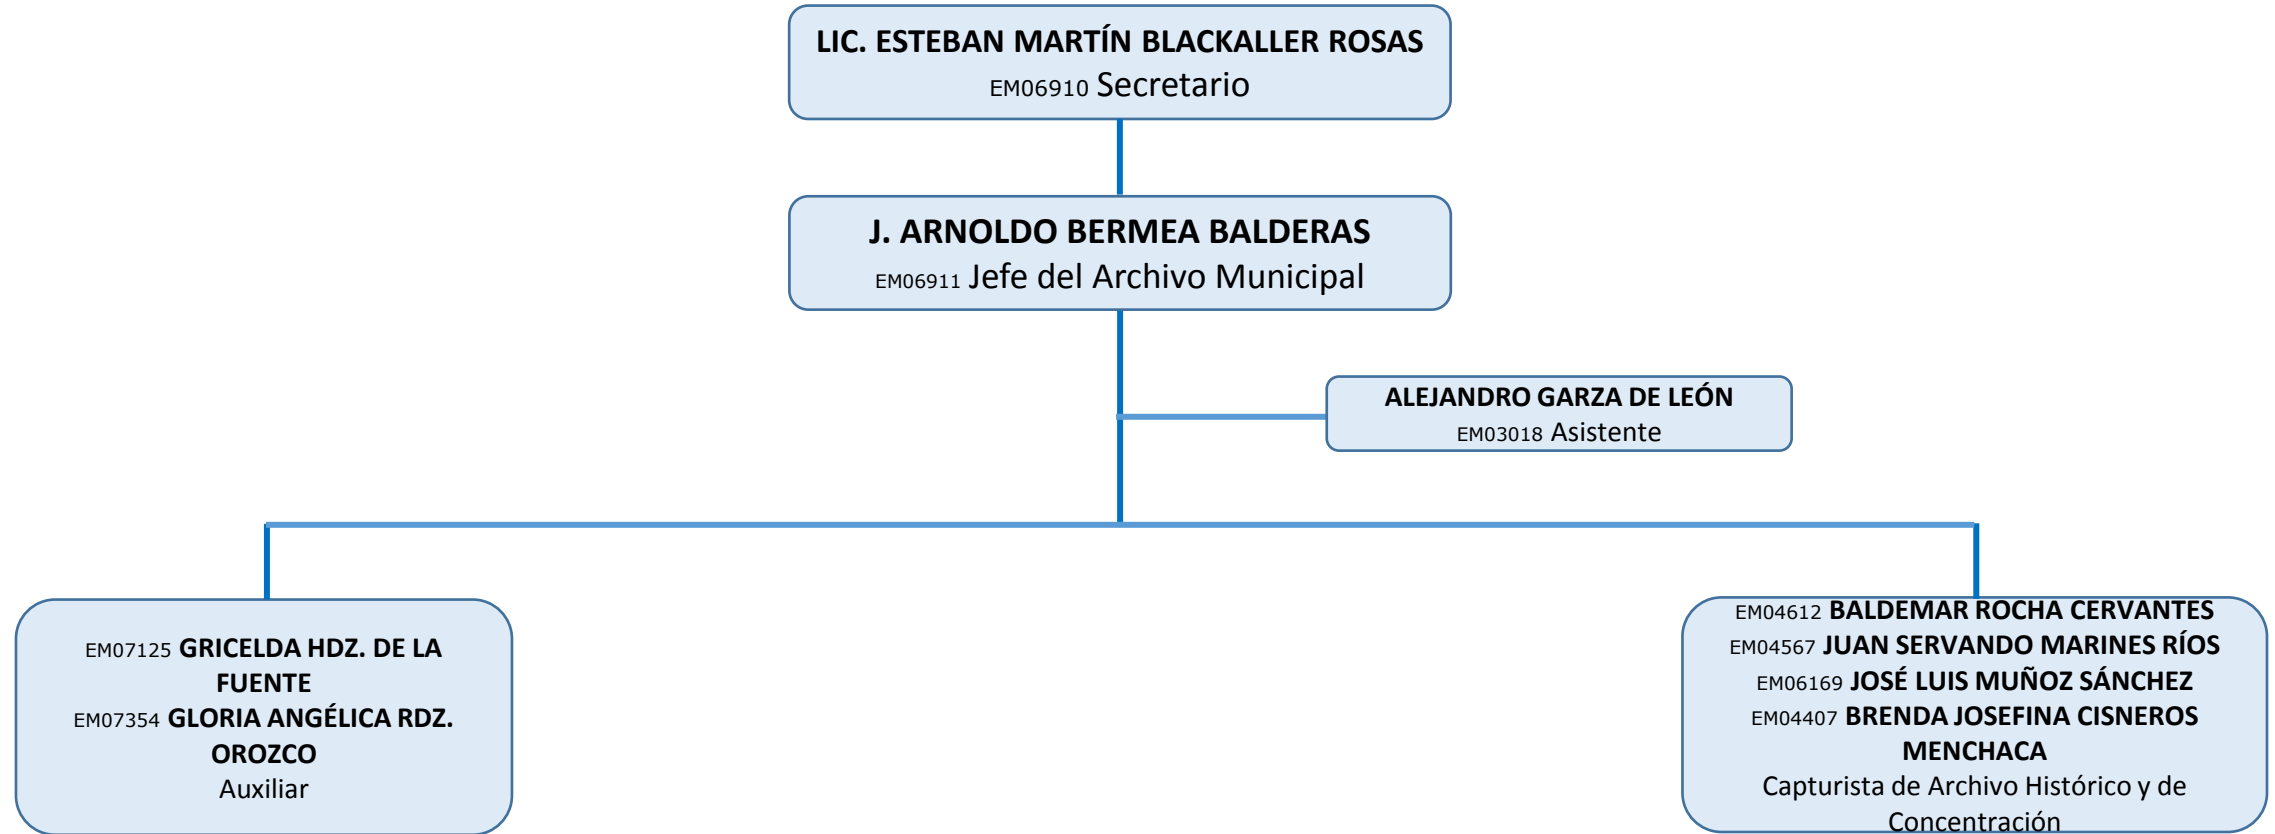 LIC. ESTEBAN MARTÍN BLACKALLER ROSAS
EM06910 Secretario
J. ARNOLDO BERMEA BALDERAS
EM06911 Jefe del Archivo Municipal
ALEJANDRO GARZA DE LEÓN
EM03018 Asistente
EM07125 GRICELDA HDZ. DE LA
FUENTE
EM07354 GLORIA ANGÉLICA RDZ.
OROZCO
Auxiliar
EM04612 BALDEMAR ROCHA CERVANTES
EM04567 JUAN SERVANDO MARINES RÍOS
EM06169 JOSÉ LUIS MUÑOZ SÁNCHEZ
EM04407 BRENDA JOSEFINA CISNEROS
MENCHACA
Capturista de Archivo Histórico y de
Concentración